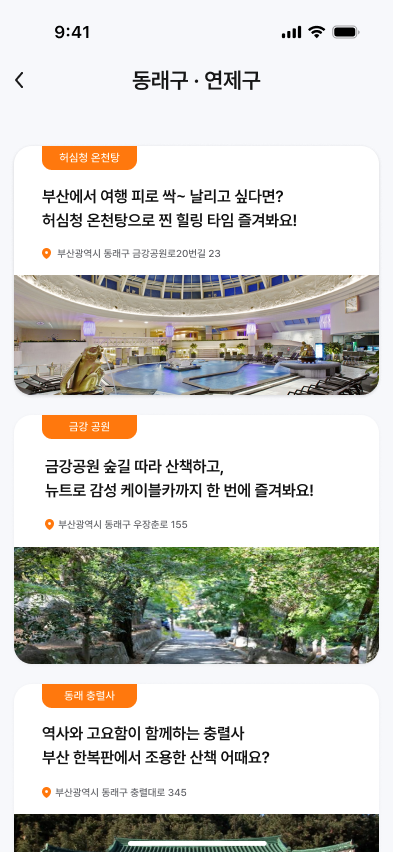 9:41
동래구 · 연제구
허심청 온천탕
부산에서 여행 피로 싹~ 날리고 싶다면?
허심청 온천탕으로 찐 힐링 타임 즐겨봐요!
부산광역시 동래구 금강공원로20번길 23
금강 공원
금강공원 숲길 따라 산책하고,
뉴트로 감성 케이블카까지 한 번에 즐겨봐요!
부산광역시 동래구 우장춘로 155
동래 충렬사
역사와 고요함이 함께하는 충렬사
부산 한복판에서 조용한 산책 어때요?
부산광역시 동래구 충렬대로 345